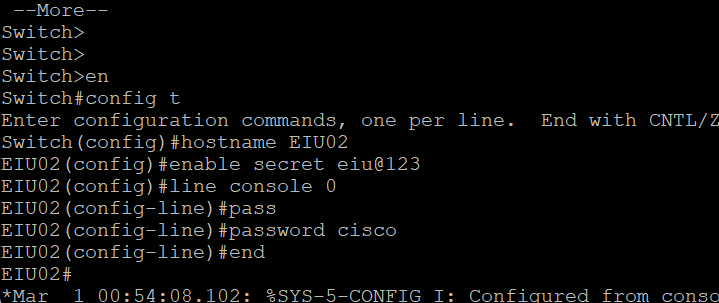 --More--
Switch>
Switch>
Switch>en
Switch#config t
Enter configuration commands, one per line.  End with CNTL/Z
Switch(config)#hostname EIU02
EIU02(config)#enable secret eiu@123
EIU02(config)#line console 0
EIU02(config-line)#pass
EIU02(config-line)#password cisco
EIU02(config-line)#end
EIU02#
*Mar  1 00:54:08.102: %SYS-5-CONFIG_I: Configured from conso